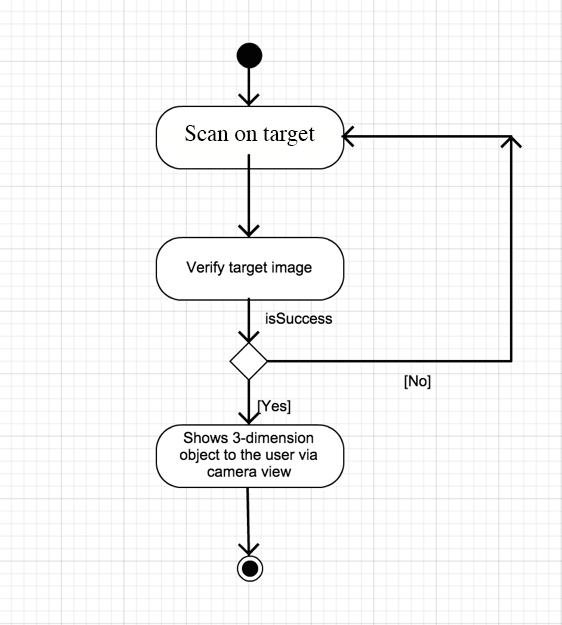 Scan on target
Verify target image
isSuccess
[No]
[Yes]
Shows 3-dimension
object to the user via
camera view